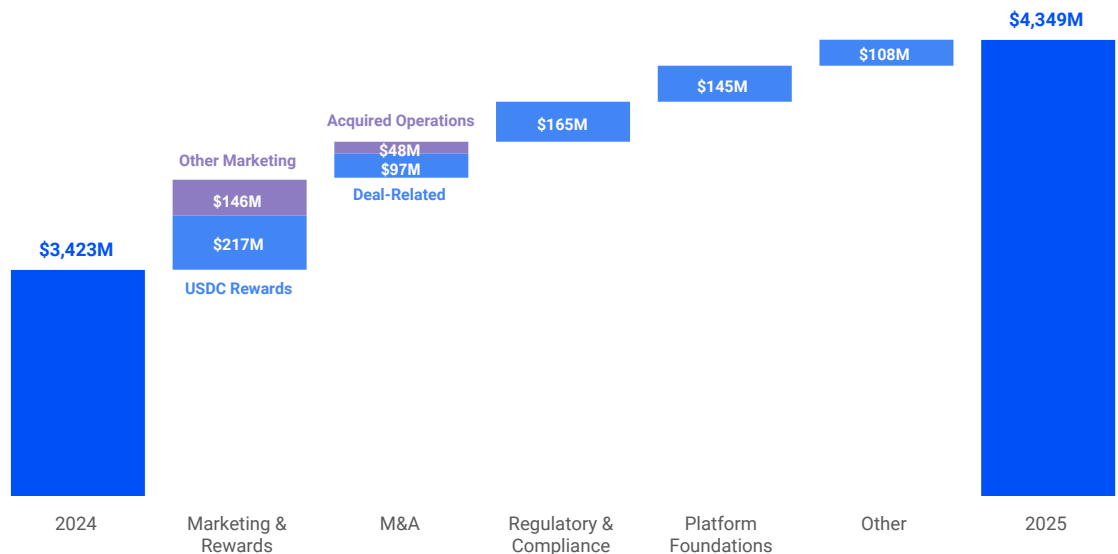 $4,349M
$108M
$145M
Acquired Operations
$165M
$48M
Other Marketing
$97M
Deal-Related
$146M
$3,423M
$217M
USDC Rewards
2024
Marketing &
Rewards
M&A
Regulatory &
Compliance
Platform
Foundations
Other
2025